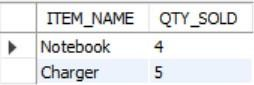 ITEM_NAME QTY_SOLD
Notebook 4
Charger 5